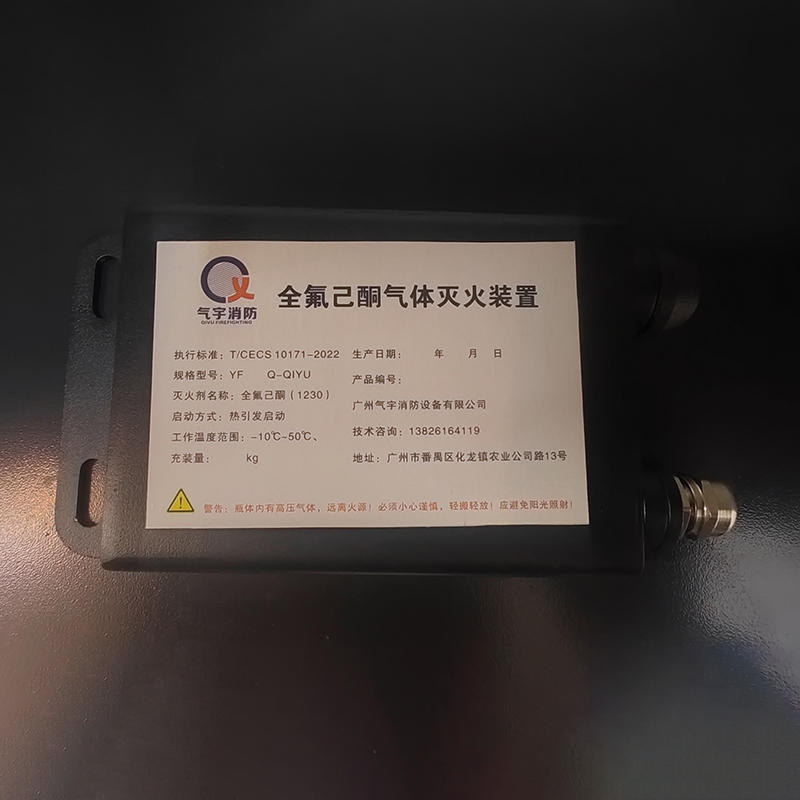 气宇消防
QIYU FIREFIGHTING
全氟己酮气体灭火装置
执行标准：T/CECS 10171-2022
规格型号：YF Q-QIYU
灭火剂名称：全氟己酮（1230）
启动方式：热引发启动
工作温度范围：-10℃~50℃、
充装量： kg
生产日期： 年 月 日
产品编号：
广州气宇消防设备有限公司
技术咨询：13826164119
地址：广州市番禺区化龙镇农业公司路13号
警告：瓶体内有高压气体，远离火源！必须小心谨慎，轻搬轻放！应避免阳光照射！